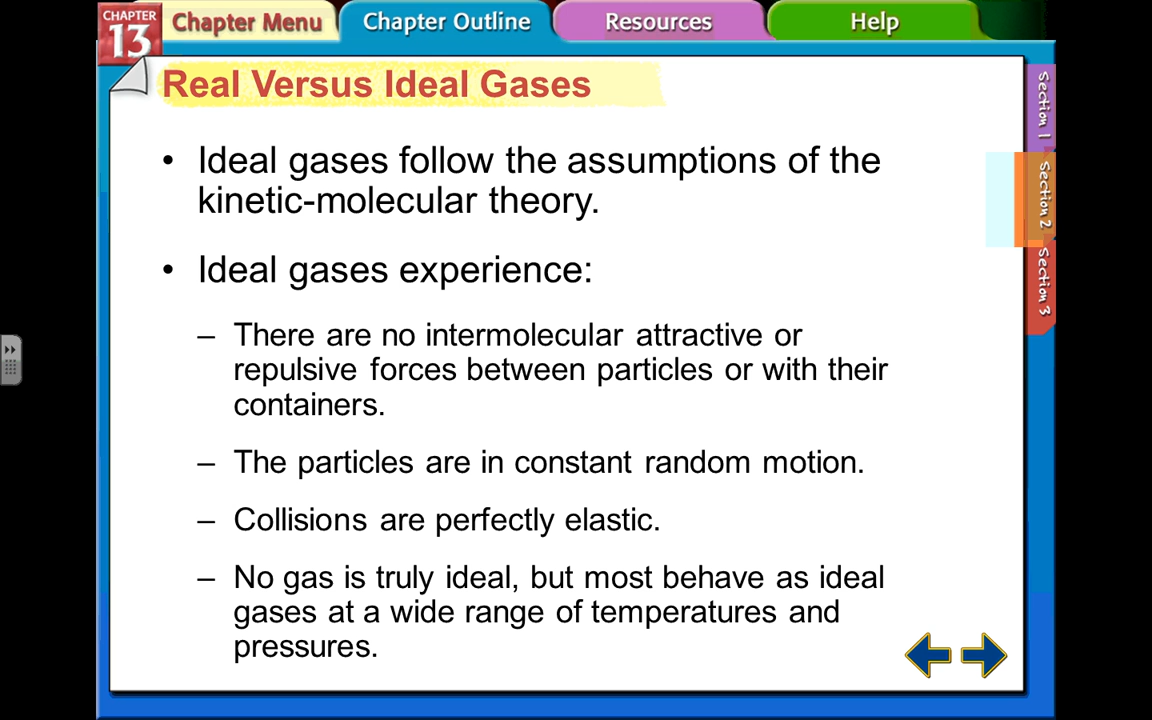 CHAPTER
13
Chapter Menu
Chapter Outline
Resources
Help
Real Versus Ideal Gases
Section 1
Section 2
Section 3
• Ideal gases follow the assumptions of the
kinetic-molecular theory.
• Ideal gases experience:
– There are no intermolecular attractive or
repulsive forces between particles or with their
containers.
– The particles are in constant random motion.
– Collisions are perfectly elastic.
– No gas is truly ideal, but most behave as ideal
gases at a wide range of temperatures and
pressures.